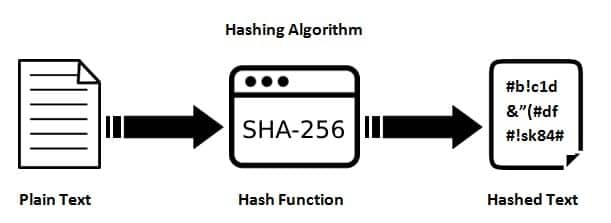 Hashing Algorithm
SHA-256
#b!c1d
&"(#df
#!sk84#
Plain Text
Hash Function
Hashed Text